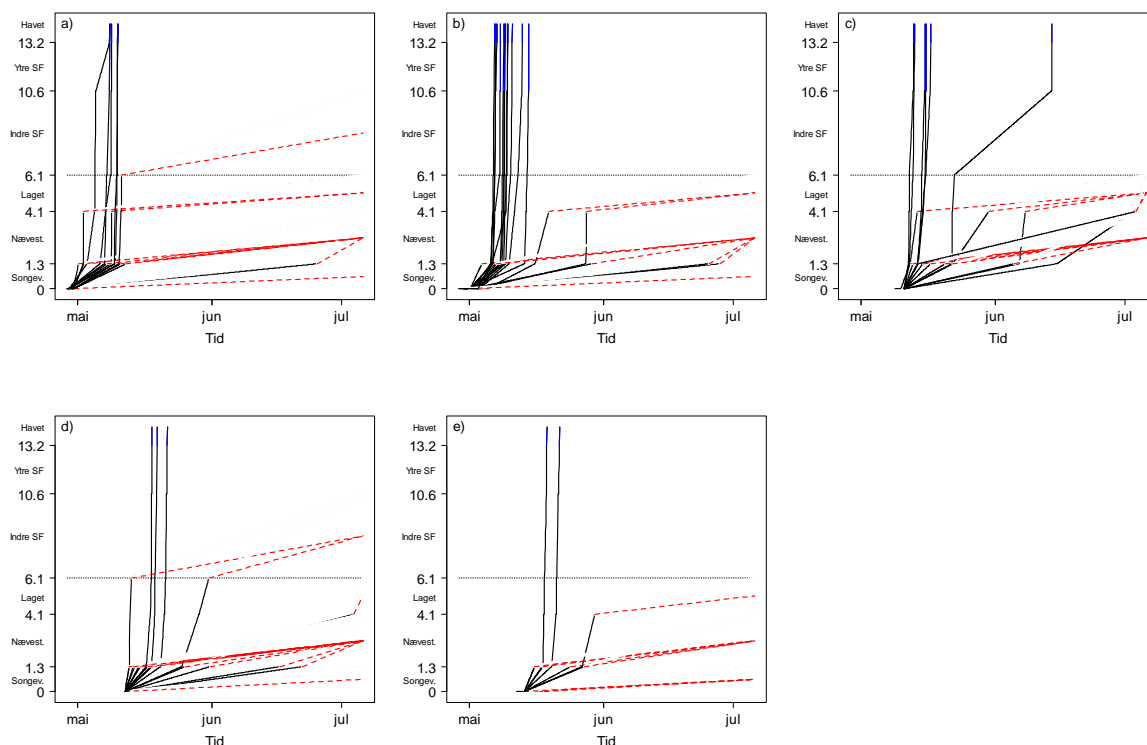 a)
Havet
13.2
Ytre SF
10.6
Indre SF
6.1
Laget
4.1
Nævest.
1.3
Songev.
0
mai jun jul
Tid
b)
Havet
13.2
Ytre SF
10.6
Indre SF
6.1
Laget
4.1
Nævest.
1.3
Songev.
0
mai jun jul
Tid
c)
Havet
13.2
Ytre SF
10.6
Indre SF
6.1
Laget
4.1
Nævest.
1.3
Songev.
0
mai jun jul
Tid
d)
Havet
13.2
Ytre SF
10.6
Indre SF
6.1
Laget
4.1
Nævest.
1.3
Songev.
0
mai jun jul
Tid
e)
Havet
13.2
Ytre SF
10.6
Indre SF
6.1
Laget
4.1
Nævest.
1.3
Songev.
0
mai jun jul
Tid